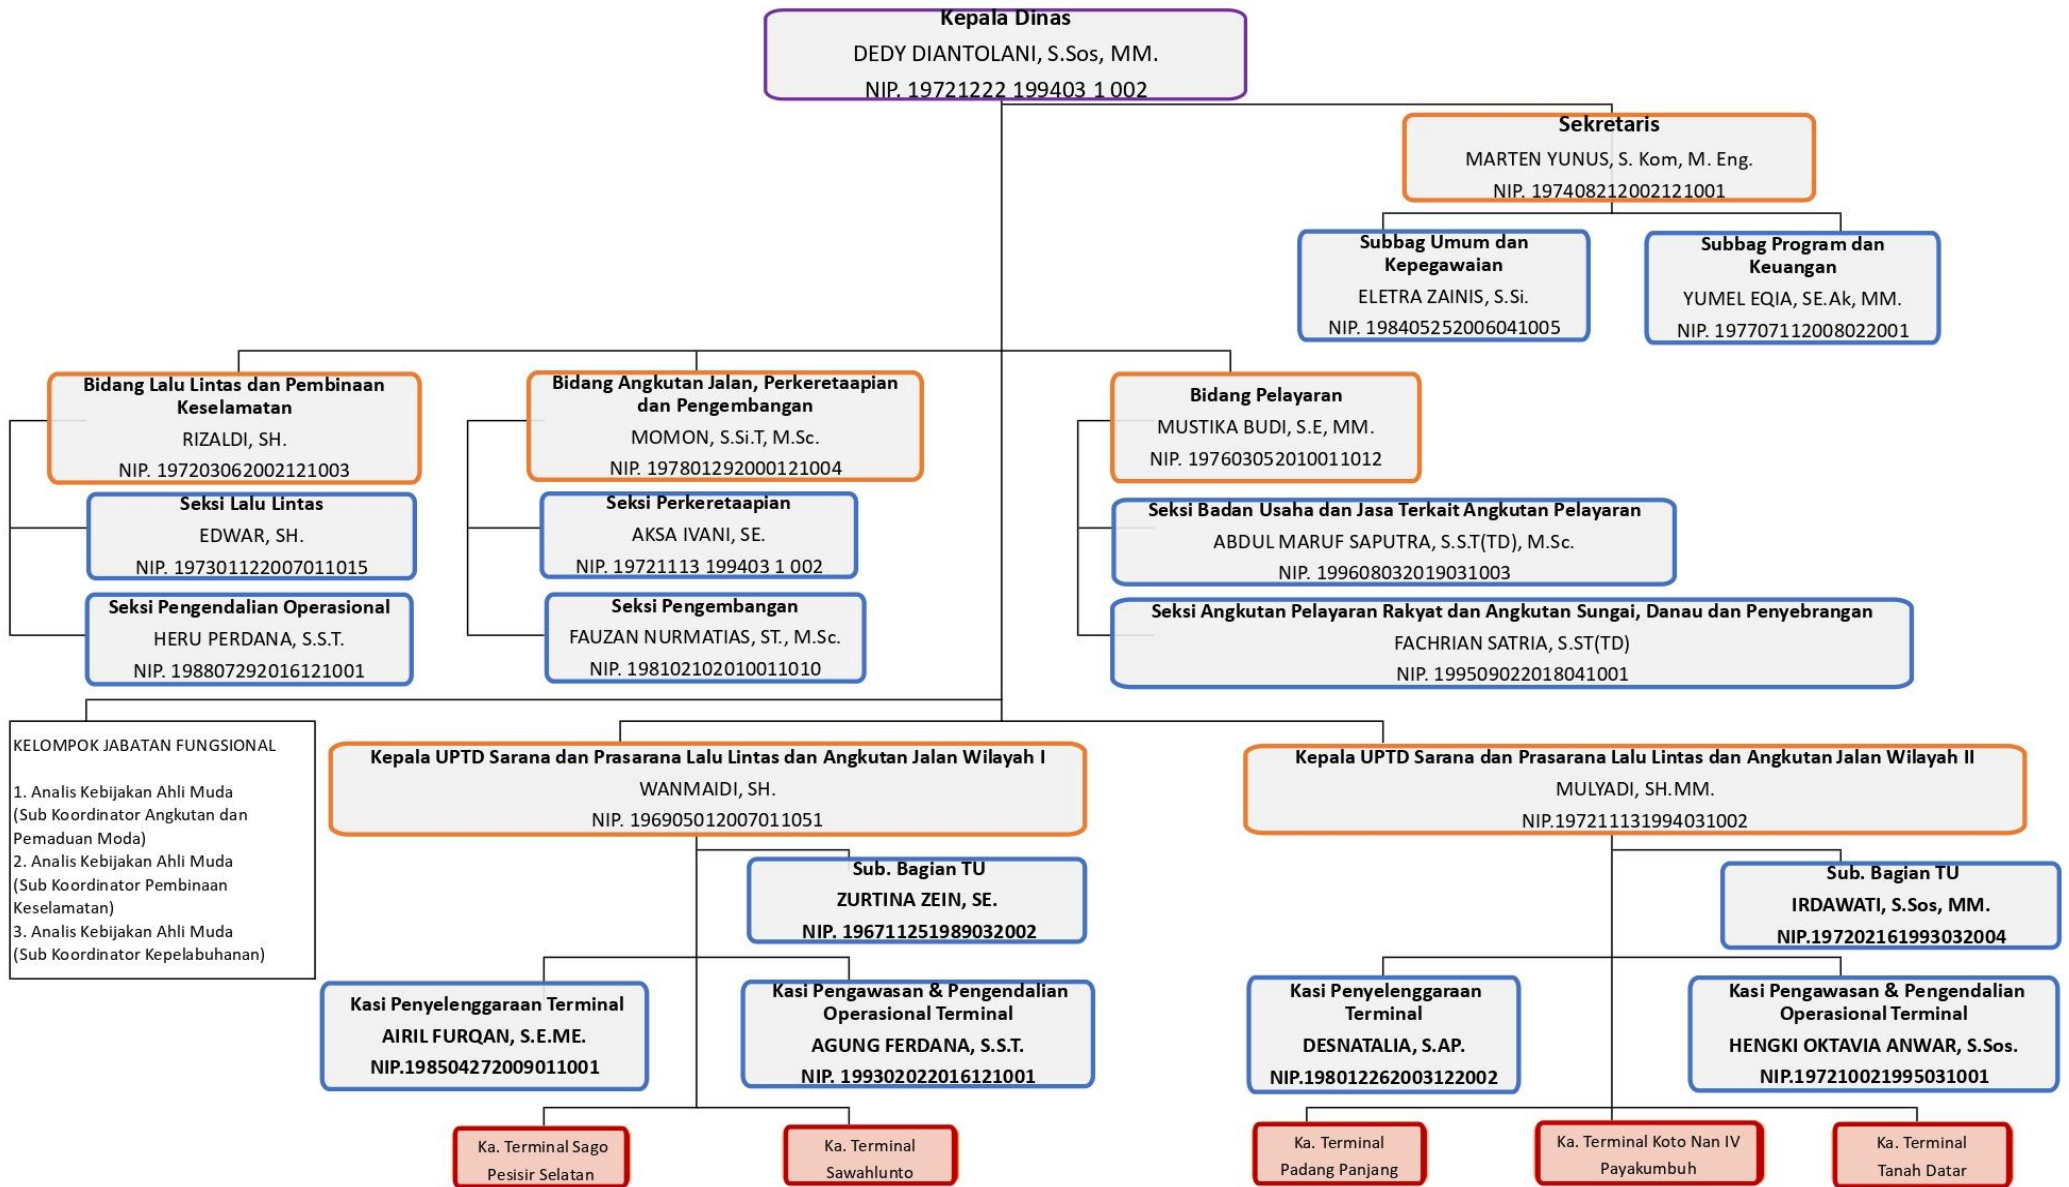 Kepala Dinas
DEDY DIANTOLANI, S.Sos, MM.
NIP. 19721222 199403 1 002
Sekretaris
MARTEN YUNUS, S. Kom, M. Eng.
NIP. 197408212002121001
Subbag Umum dan
Kepegawaian
ELETRA ZAINIS, S.Si.
NIP. 198405252006041005
Subbag Program dan
Keuangan
YUMEL EQIA, SE.Ak, MM.
NIP. 197707112008022001
Bidang Lalu Lintas dan Pembinaan
Keselamatan
RIZALDI, SH.
NIP. 197203062002121003
Seksi Lalu Lintas
EDWAR, SH.
NIP. 197301122007011015
Seksi Pengendalian Operasional
HERU PERDANA, S.S.T.
NIP. 198807292016121001
Bidang Angkutan Jalan, Perkeretaapian
dan Pengembangan
MOMON, S.Si.T, M.Sc.
NIP. 197801292000121004
Seksi Perkeretaapian
AKSA IVANI, SE.
NIP. 19721113 199403 1 002
Seksi Pengembangan
FAUZAN NURMATIAS, ST., M.Sc.
NIP. 198102102010011010
Bidang Pelayaran
MUSTIKA BUDI, S.E, MM.
NIP. 197603052010011012
Seksi Badan Usaha dan Jasa Terkait Angkutan Pelayaran
ABDUL MARUF SAPUTRA, S.S.T(TD), M.Sc.
NIP. 199608032019031003
Seksi Angkutan Pelayaran Rakyat dan Angkutan Sungai, Danau dan Penyebrangan
FACHRIAN SATRIA, S.ST(TD)
NIP. 199509022018041001
KELOMPOK JABATAN FUNGSIONAL
1. Analis Kebijakan Ahli Muda
(Sub Koordinator Angkutan dan
Pemaduan Moda)
2. Analis Kebijakan Ahli Muda
(Sub Koordinator Pembinaan
Keselamatan)
3. Analis Kebijakan Ahli Muda
(Sub Koordinator Kepelabuhanan)
Kepala UPTD Sarana dan Prasarana Lalu Lintas dan Angkutan Jalan Wilayah I
WANMAIDI, SH.
NIP. 196905012007011051
Sub. Bagian TU
ZURTINA ZEIN, SE.
NIP. 196711251989032002
Kasi Penyelenggaraan Terminal
AIRIL FURQAN, S.E.ME.
NIP.198504272009011001
Kasi Pengawasan & Pengendalian
Operasional Terminal
AGUNG FERDANA, S.S.T.
NIP. 199302022016121001
Ka. Terminal Sago
Pesisir Selatan
Ka. Terminal
Sawahlunto
Kepala UPTD Sarana dan Prasarana Lalu Lintas dan Angkutan Jalan Wilayah II
MULYADI, SH.MM.
NIP.197211131994031002
Sub. Bagian TU
IRDAWATI, S.Sos, MM.
NIP.197202161993032004
Kasi Penyelenggaraan
Terminal
DESNATALIA, S.AP.
NIP.198012262003122002
Kasi Pengawasan & Pengendalian
Operasional Terminal
HENGKI OKTAVIA ANWAR, S.Sos.
NIP.197210021995031001
Ka. Terminal
Padang Panjang
Ka. Terminal Koto Nan IV
Payakumbuh
Ka. Terminal
Tanah Datar